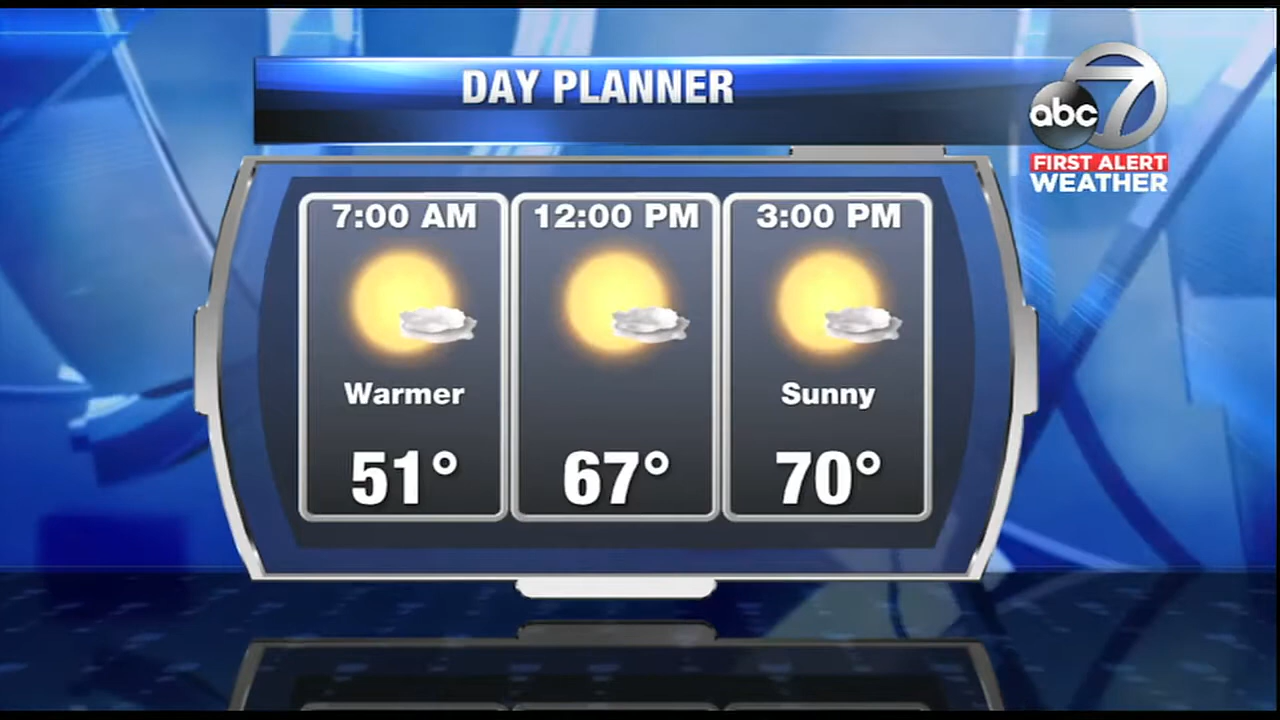 DAY PLANNER
abc 7
FIRST ALERT
WEATHER
7:00 AM
Warmer
51°
12:00 PM
67°
3:00 PM
Sunny
70°